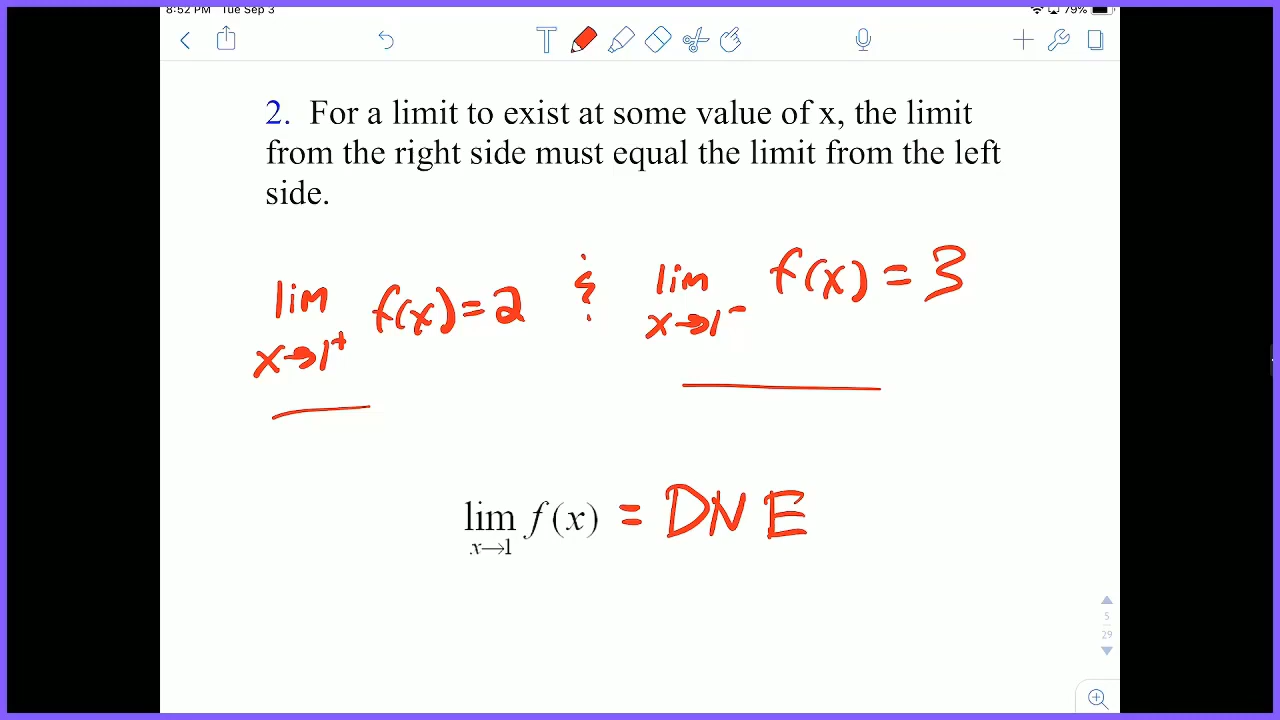 8:52 PM Tue Sep 3 79%
T
2. For a limit to exist at some value of x, the limit
from the right side must equal the limit from the left
side.
lim f(x) = 2 & lim f(x) = 3
x→1⁺ x→1⁻
lim f(x) = DNE
x→1
5
29